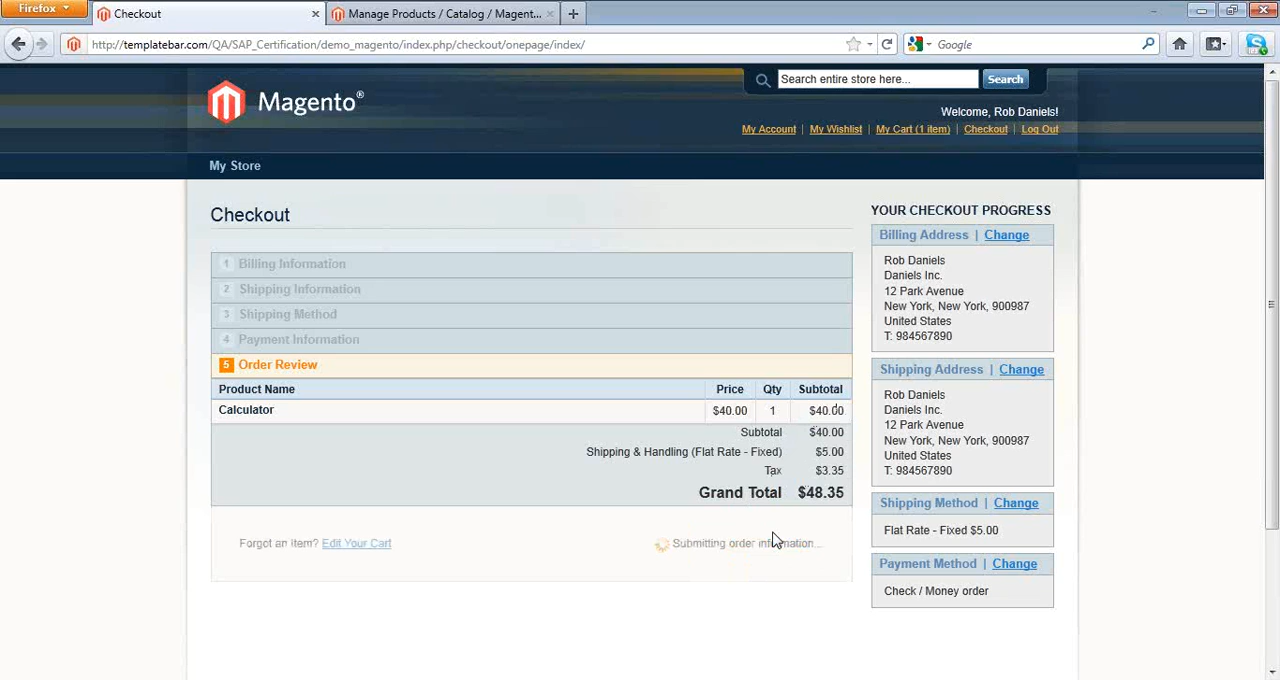 Firefox
Checkout
Manage Products / Catalog / Magent...
http://templatebar.com/QA/SAP_Certification/demo_magento/index.php/checkout/onepage/index/
Google
Magento®
Search entire store here...
Search
Welcome, Rob Daniels!
My Account | My Wishlist | My Cart (1 item) | Checkout | Log Out
My Store
Checkout
1 Billing Information
2 Shipping Information
3 Shipping Method
4 Payment Information
5 Order Review
Product Name Price Qty Subtotal
Calculator $40.00 1 $40.00
Subtotal $40.00
Shipping & Handling (Flat Rate - Fixed) $5.00
Tax $3.35
Grand Total $48.35
Forgot an Item? Edit Your Cart
Submitting order information...
YOUR CHECKOUT PROGRESS
Billing Address | Change
Rob Daniels
Daniels Inc.
12 Park Avenue
New York, New York, 900987
United States
T: 984567890
Shipping Address | Change
Rob Daniels
Daniels Inc.
12 Park Avenue
New York, New York, 900987
United States
T: 984567890
Shipping Method | Change
Flat Rate - Fixed $5.00
Payment Method | Change
Check / Money order